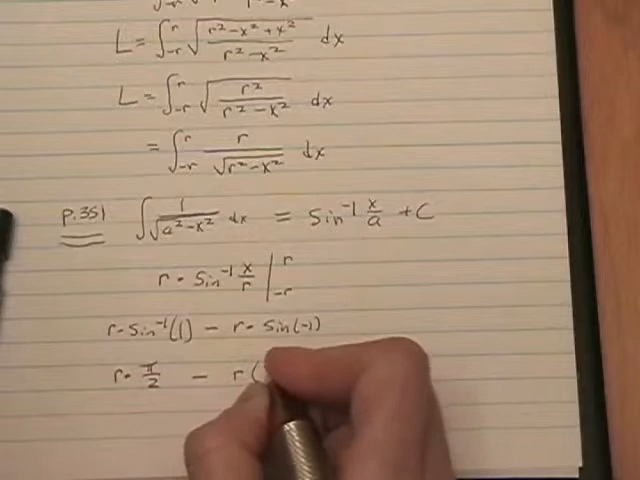 L = ∫_{-r}^{r} √((r² - x² + x²)/(r² - x²)) dx
L = ∫_{-r}^{r} √(r²/(r² - x²)) dx
= ∫_{-r}^{r} r/√(r² - x²) dx
p.351 ∫ 1/√(a² - x²) dx = sin⁻¹ x/a + C
r · sin⁻¹ x/r |_{-r}^{r}
r · sin⁻¹(1) - r · sin(-1)
r · π/2 - r (